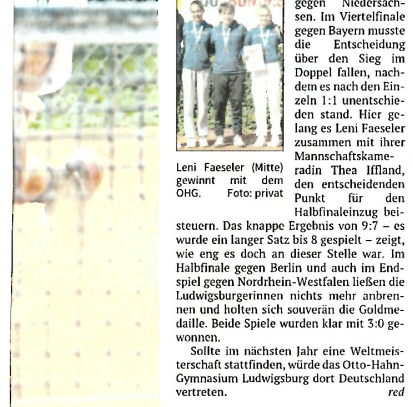 gegen Niedersach-
sen. Im Viertelfinale
gegen Bayern musste
die Entscheidung
über den Sieg im
Doppel fallen, nach-
dem es nach den Ein-
zeln 1:1 unentschie-
den stand. Hier ge-
lang es Leni Faeseler
zusammen mit ihrer
Mannschaftskame-
radin Thea Iffland,
den entscheidenden
Punkt für den
Halbfinaleinzug bei-
Leni Faeseler (Mitte)
gewinnt mit dem
OHG. Foto: privat
steuern. Das knappe Ergebnis von 9:7 – es
wurde ein langer Satz bis 8 gespielt – zeigt,
wie eng es doch an dieser Stelle war. Im
Halbfinale gegen Berlin und auch im End-
spiel gegen Nordrhein-Westfalen ließen die
Ludwigsburgerinnen nichts mehr anbren-
nen und holten sich souverän die Goldme-
daille. Beide Spiele wurden klar mit 3:0 ge-
wonnen.
Sollte im nächsten Jahr eine Weltmeis-
terschaft stattfinden, würde das Otto-Hahn-
Gymnasium Ludwigsburg dort Deutschland
vertreten. red